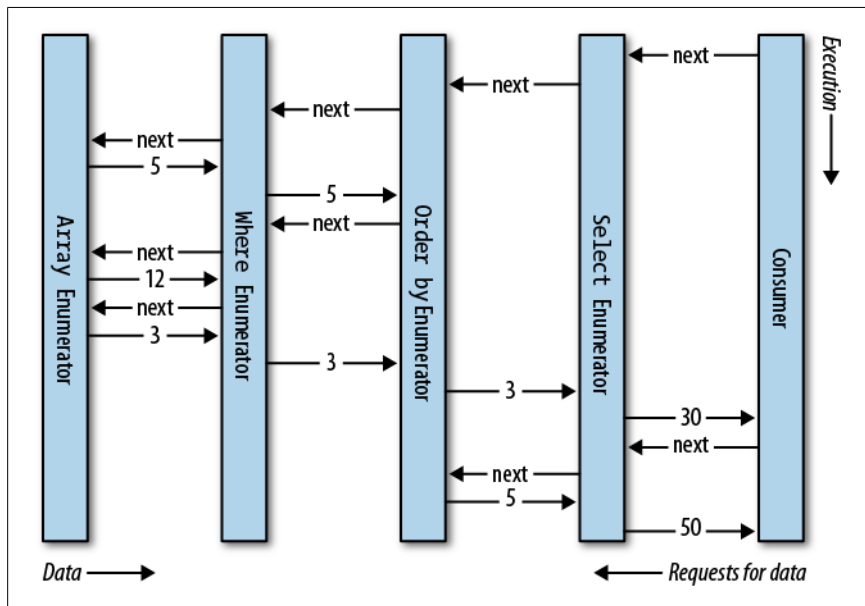 Execution
next
next
next
next
5
5
next
next
12
next
3
3
3
30
next
next
5
50
Array Enumerator
Where Enumerator
Order by Enumerator
Select Enumerator
Consumer
Data
Requests for data